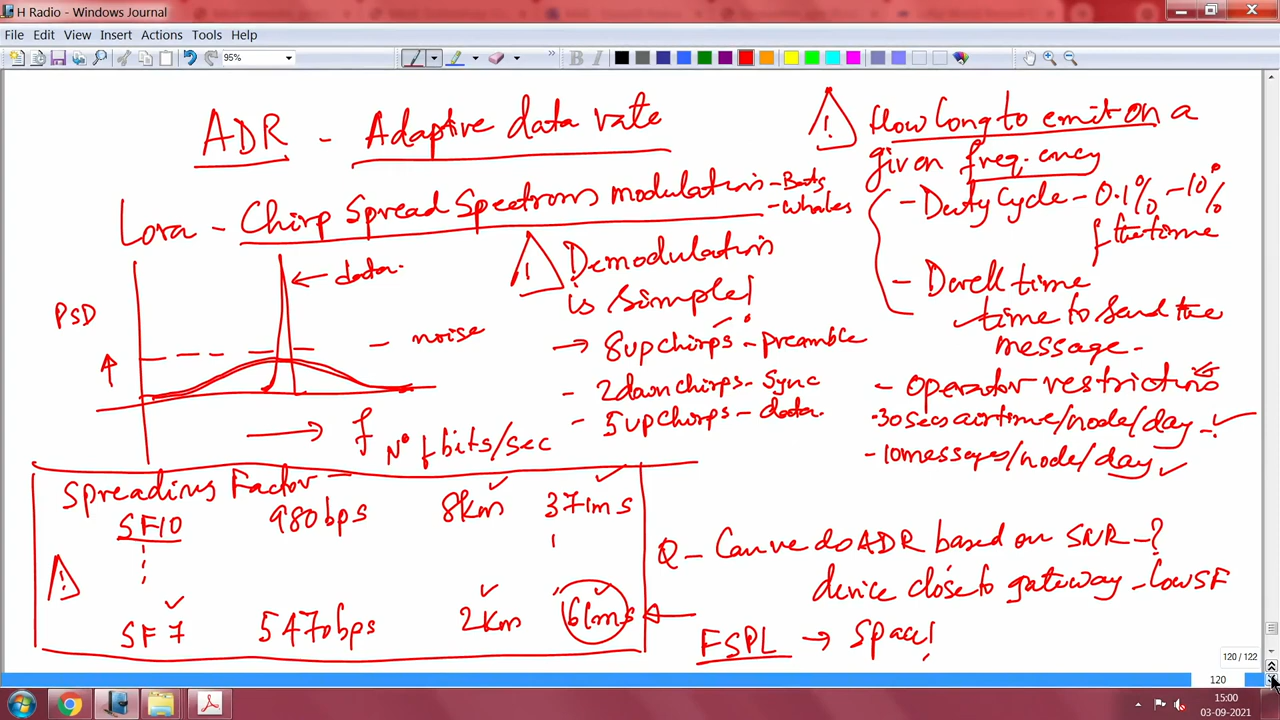 H Radio - Windows Journal
File Edit View Insert Actions Tools Help
95%
ADR - Adaptive data rate
Lora - Chirp Spread Spectrum modulation - Bats
- Whales
PSD
← data.
- noise
f
No f bits/sec
⚠ Demodulation
is simple!
→ 8 upchirps - preamble
- 2 downchirps - Sync
- 5 upchirps - data.
⚠ How long to emit on a
given freq.ency
- Duty Cycle - 0.1% - 10%
f the time
- Dwell time
time to send the
message -
- operator restrictions
- 30 secs airtime/node/day -
- 10 messages/node/day ✓
Spreading Factor -
SF10 980bps 8km 371ms
SF7 5470bps 2km 61ms
Q - Can we do ADR based on SNR - ?
device close to gateway - low SF
FSPL → Space!
120 / 122
120
15:00
03-09-2021